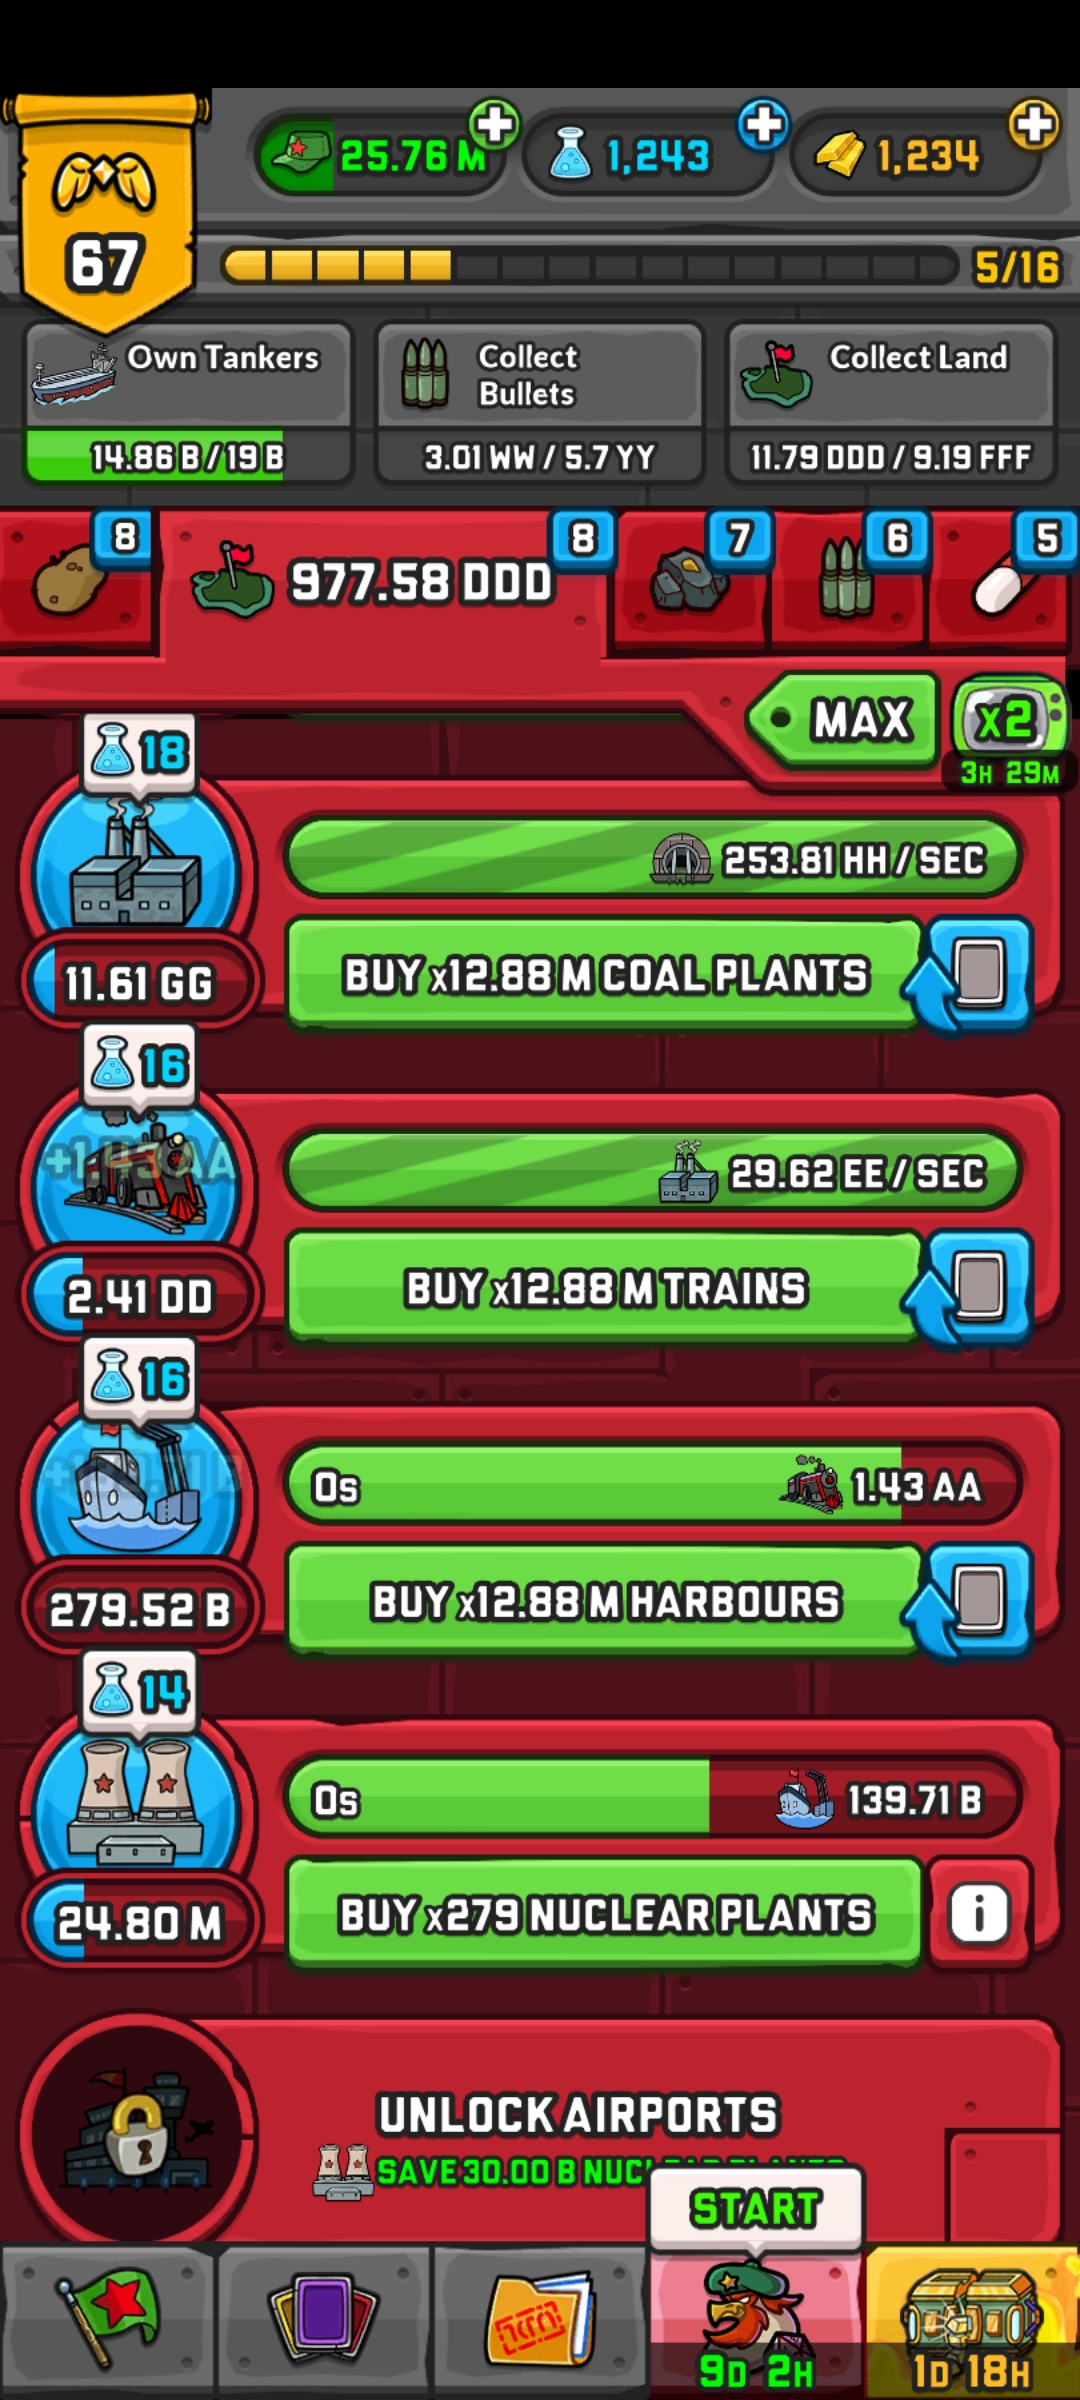 25.76 M
1,243
1,234
67
5/16
Own Tankers
14.86 B / 19 B
Collect
Bullets
3.01 WW / 5.7 YY
Collect Land
11.79 DDD / 9.19 FFF
8
977.58 DDD
8
7
6
5
MAX
x2
3H 29M
18
253.81 HH / SEC
11.61 GG
BUY x12.88 M COAL PLANTS
16
29.62 EE / SEC
2.41 DD
BUY x12.88 M TRAINS
16
0s
1.43 AA
279.52 B
BUY x12.88 M HARBOURS
14
0s
139.71 B
24.80 M
BUY x279 NUCLEAR PLANTS
i
UNLOCK AIRPORTS
SAVE 30.00 B NUCLEAR PLANTS
START
9D 2H
1D 18H